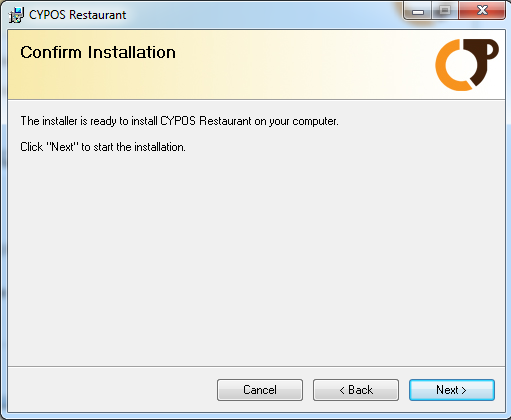 CYPOS Restaurant
Confirm Installation
The installer is ready to install CYPOS Restaurant on your computer.
Click "Next" to start the installation.
Cancel
< Back
Next >